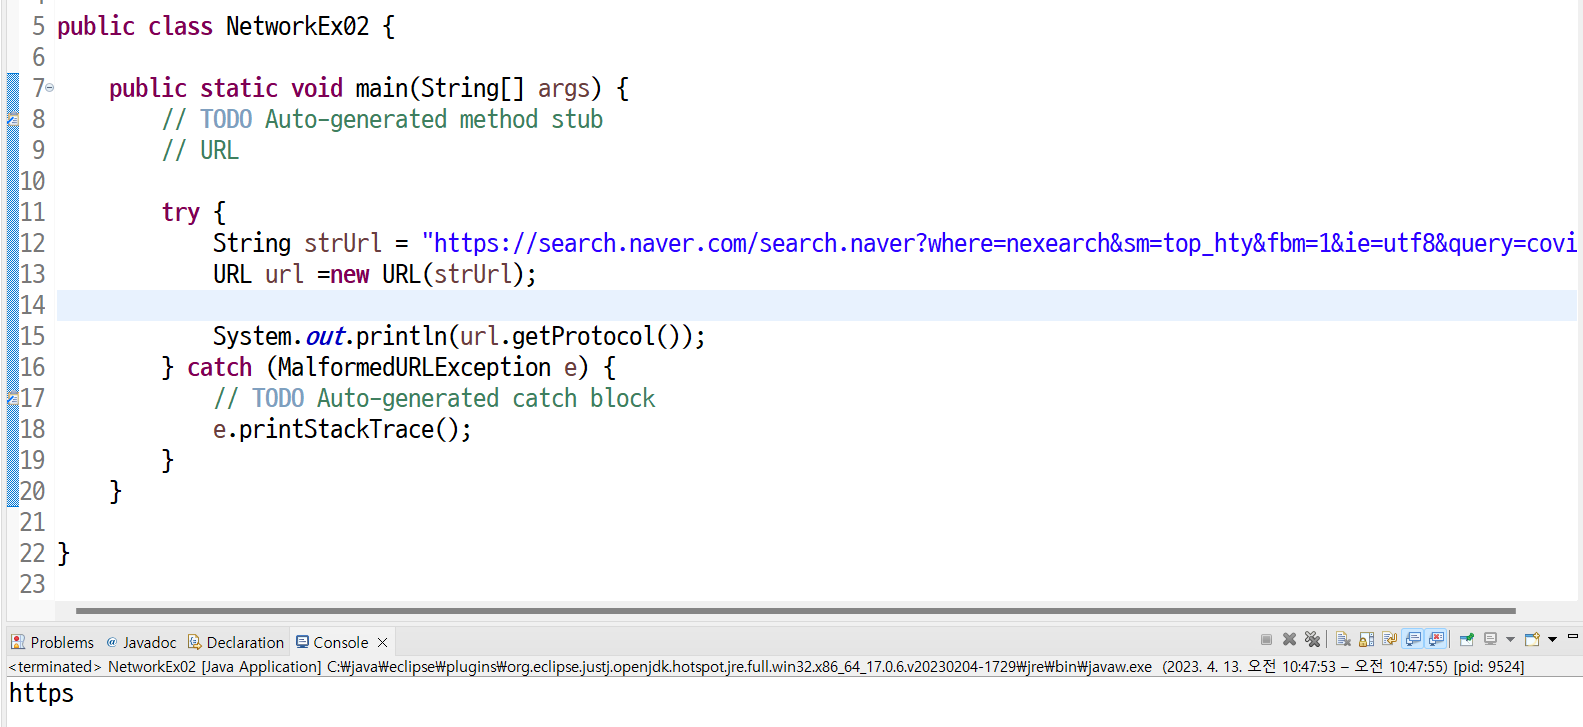 5 public class NetworkEx02 {
6
7 public static void main(String[] args) {
8 // TODO Auto-generated method stub
9 // URL
10
11 try {
12 String strUrl = "https://search.naver.com/search.naver?where=nexearch&sm=top_hty&fbm=1&ie=utf8&query=covi
13 URL url =new URL(strUrl);
14
15 System.out.println(url.getProtocol());
16 } catch (MalformedURLException e) {
17 // TODO Auto-generated catch block
18 e.printStackTrace();
19 }
20 }
21
22 }
23
Problems @ Javadoc Declaration Console
<terminated> NetworkEx02 [Java Application] C:₩java₩eclipse₩plugins₩org.eclipse.justj.openjdk.hotspot.jre.full.win32.x86_64_17.0.6.v20230204-1729₩jre₩bin₩javaw.exe (2023. 4. 13. 오전 10:47:53 – 오전 10:47:55) [pid: 9524]
https